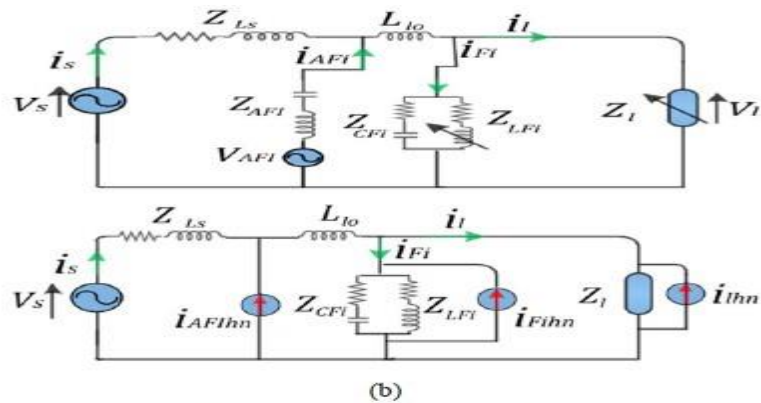 Z Ls
L lo
i AFi
i Fi
i l
i s
V s
Z AFI
V AFI
Z CFi
Z LFi
Z l
V l
Z Ls
L lo
i l
i s
i Fi
V s
i AFIhn
Z CFi
Z LFi
i Fihn
Z l
i lhn
(b)